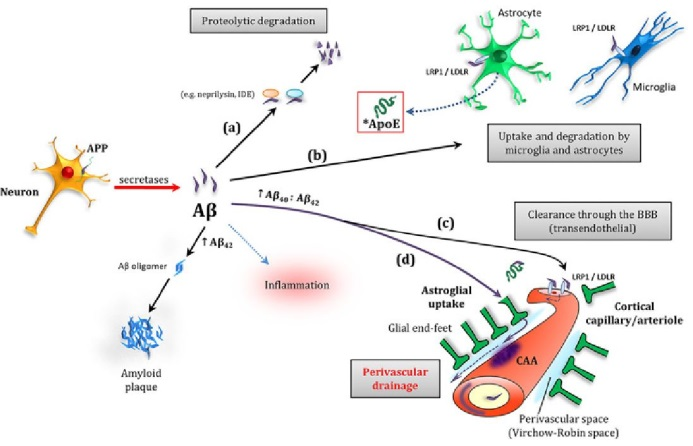 Proteolytic degradation
Astrocyte
LRP1 / LDLR
LRP1 / LDLR
Microglia
(e.g. neprilysin, IDE)
*ApoE
(a)
(b)
Uptake and degradation by
microglia and astrocytes
APP
Neuron
secretases
Aβ
↑Aβ40 : Aβ42
(c)
Clearance through the BBB
(transendothelial)
(d)
↑Aβ42
Aβ oligomer
Inflammation
LRP1 / LDLR
Astroglial
uptake
Cortical
capillary/arteriole
Glial end-feet
CAA
Perivascular
drainage
Amyloid
plaque
Perivascular space
(Virchow-Robin space)